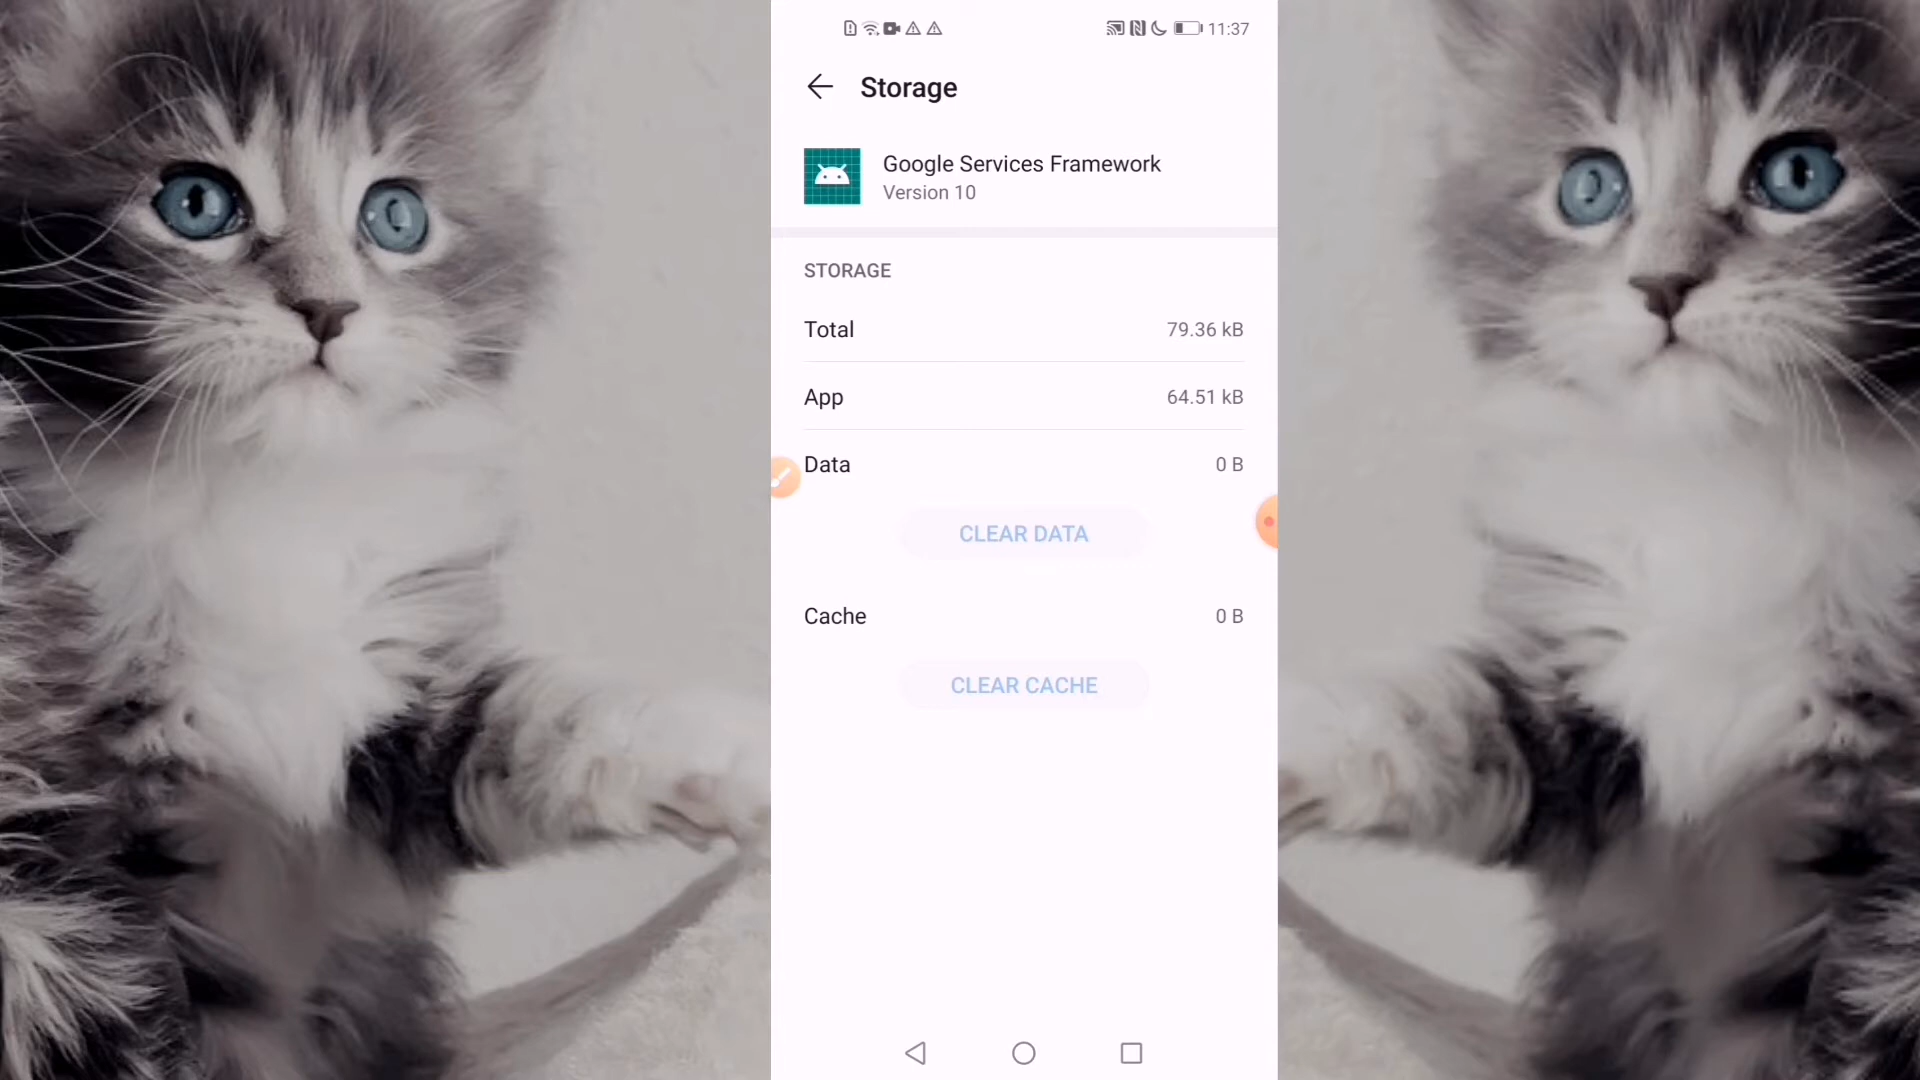 11:37
Storage
Google Services Framework
Version 10
STORAGE
Total 79.36 kB
App 64.51 kB
Data 0 B
CLEAR DATA
Cache 0 B
CLEAR CACHE